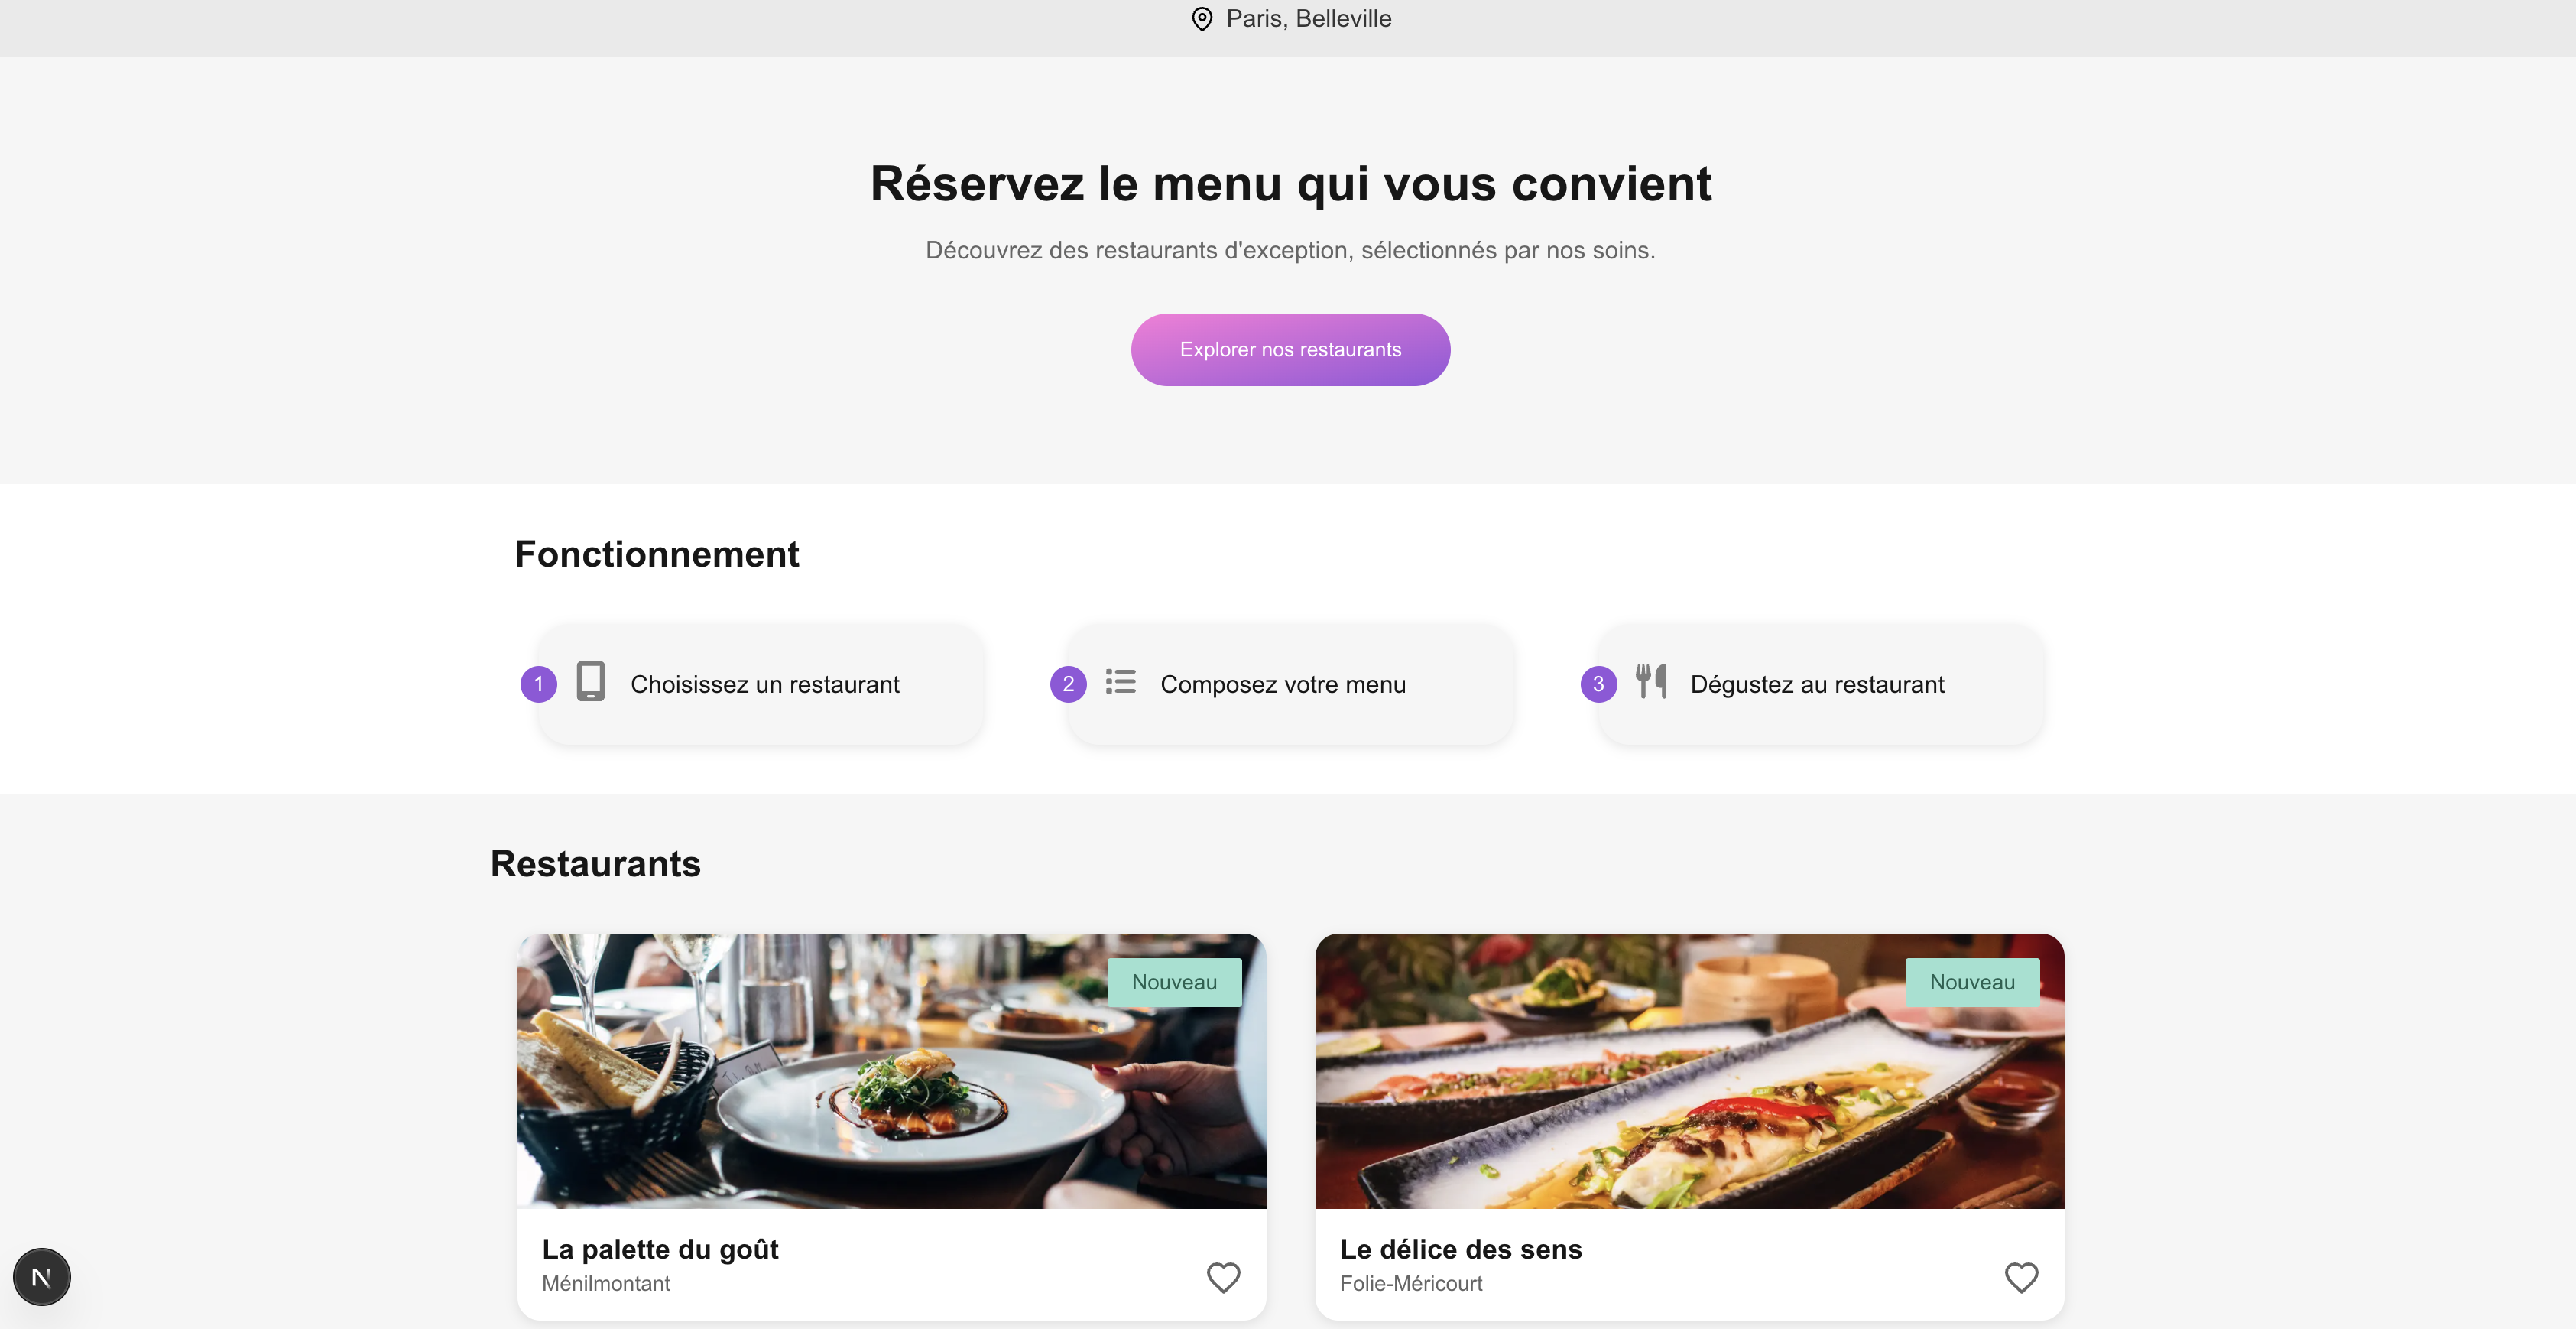 Paris, Belleville
Réservez le menu qui vous convient
Découvrez des restaurants d'exception, sélectionnés par nos soins.
Explorer nos restaurants
Fonctionnement
1 Choisissez un restaurant
2 Composez votre menu
3 Dégustez au restaurant
Restaurants
Nouveau
Nouveau
La palette du goût
Ménilmontant
Le délice des sens
Folie-Méricourt
N